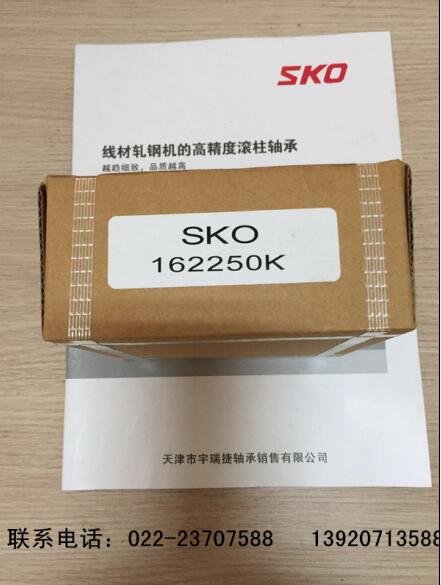 SKO
线材轧钢机的高精度滚柱轴承
越趋细致，品质越高
SKO
162250K
天津市宇瑞捷轴承销售有限公司
联系电话：022-23707588 13920713588